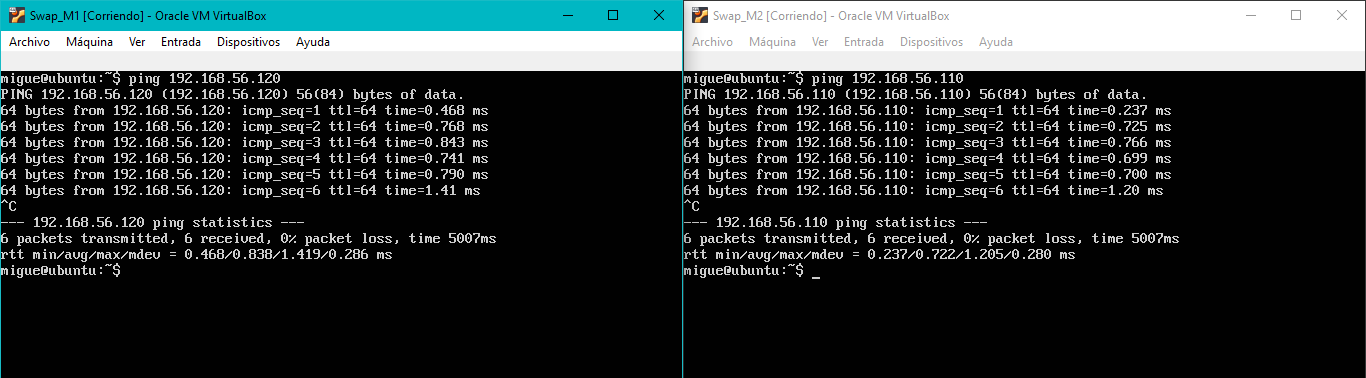 Swap_M1 [Corriendo] - Oracle VM VirtualBox
Archivo Máquina Ver Entrada Dispositivos Ayuda
migue@ubuntu:~$ ping 192.168.56.120
PING 192.168.56.120 (192.168.56.120) 56(84) bytes of data.
64 bytes from 192.168.56.120: icmp_seq=1 ttl=64 time=0.468 ms
64 bytes from 192.168.56.120: icmp_seq=2 ttl=64 time=0.768 ms
64 bytes from 192.168.56.120: icmp_seq=3 ttl=64 time=0.843 ms
64 bytes from 192.168.56.120: icmp_seq=4 ttl=64 time=0.741 ms
64 bytes from 192.168.56.120: icmp_seq=5 ttl=64 time=0.790 ms
64 bytes from 192.168.56.120: icmp_seq=6 ttl=64 time=1.41 ms
^C
--- 192.168.56.120 ping statistics ---
6 packets transmitted, 6 received, 0% packet loss, time 5007ms
rtt min/avg/max/mdev = 0.468/0.838/1.419/0.286 ms
migue@ubuntu:~$
Swap_M2 [Corriendo] - Oracle VM VirtualBox
Archivo Máquina Ver Entrada Dispositivos Ayuda
migue@ubuntu:~$ ping 192.168.56.110
PING 192.168.56.110 (192.168.56.110) 56(84) bytes of data.
64 bytes from 192.168.56.110: icmp_seq=1 ttl=64 time=0.237 ms
64 bytes from 192.168.56.110: icmp_seq=2 ttl=64 time=0.725 ms
64 bytes from 192.168.56.110: icmp_seq=3 ttl=64 time=0.766 ms
64 bytes from 192.168.56.110: icmp_seq=4 ttl=64 time=0.699 ms
64 bytes from 192.168.56.110: icmp_seq=5 ttl=64 time=0.700 ms
64 bytes from 192.168.56.110: icmp_seq=6 ttl=64 time=1.20 ms
^C
--- 192.168.56.110 ping statistics ---
6 packets transmitted, 6 received, 0% packet loss, time 5007ms
rtt min/avg/max/mdev = 0.237/0.722/1.205/0.280 ms
migue@ubuntu:~$ _